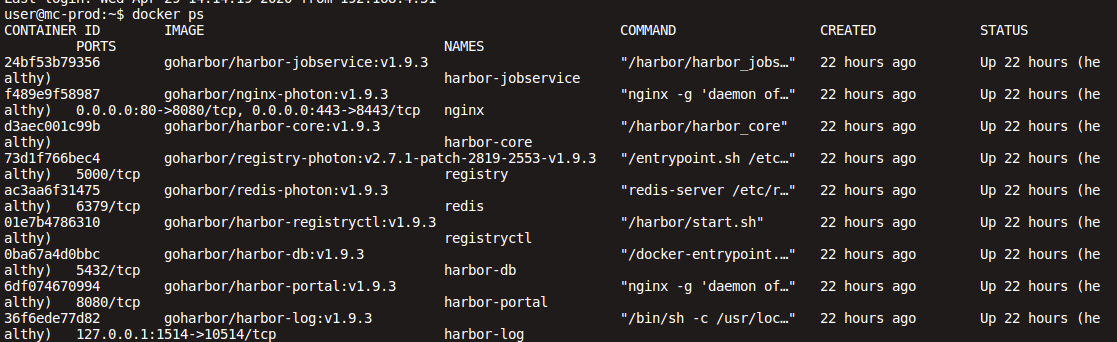 Last login: Wed Apr 29 14:14:19 2020 from 192.168.4.51
user@mc-prod:~$ docker ps
CONTAINER ID        IMAGE                                                    COMMAND                  CREATED             STATUS
         PORTS                                         NAMES
24bf53b79356        goharbor/harbor-jobservice:v1.9.3                        "/harbor/harbor_jobs…"   22 hours ago        Up 22 hours (he
althy)                                                 harbor-jobservice
f489e9f58987        goharbor/nginx-photon:v1.9.3                             "nginx -g 'daemon of…"   22 hours ago        Up 22 hours (he
althy)   0.0.0.0:80->8080/tcp, 0.0.0.0:443->8443/tcp   nginx
d3aec001c99b        goharbor/harbor-core:v1.9.3                              "/harbor/harbor_core"    22 hours ago        Up 22 hours (he
althy)                                                 harbor-core
73d1f766bec4        goharbor/registry-photon:v2.7.1-patch-2819-2553-v1.9.3   "/entrypoint.sh /etc…"   22 hours ago        Up 22 hours (he
althy)   5000/tcp                                      registry
ac3aa6f31475        goharbor/redis-photon:v1.9.3                             "redis-server /etc/r…"   22 hours ago        Up 22 hours (he
althy)   6379/tcp                                      redis
01e7b4786310        goharbor/harbor-registryctl:v1.9.3                       "/harbor/start.sh"       22 hours ago        Up 22 hours (he
althy)                                                 registryctl
0ba67a4d0bbc        goharbor/harbor-db:v1.9.3                                "/docker-entrypoint.…"   22 hours ago        Up 22 hours (he
althy)   5432/tcp                                      harbor-db
6df074670994        goharbor/harbor-portal:v1.9.3                            "nginx -g 'daemon of…"   22 hours ago        Up 22 hours (he
althy)   8080/tcp                                      harbor-portal
36f6ede77d82        goharbor/harbor-log:v1.9.3                               "/bin/sh -c /usr/loc…"   22 hours ago        Up 22 hours (he
althy)   127.0.0.1:1514->10514/tcp                     harbor-log